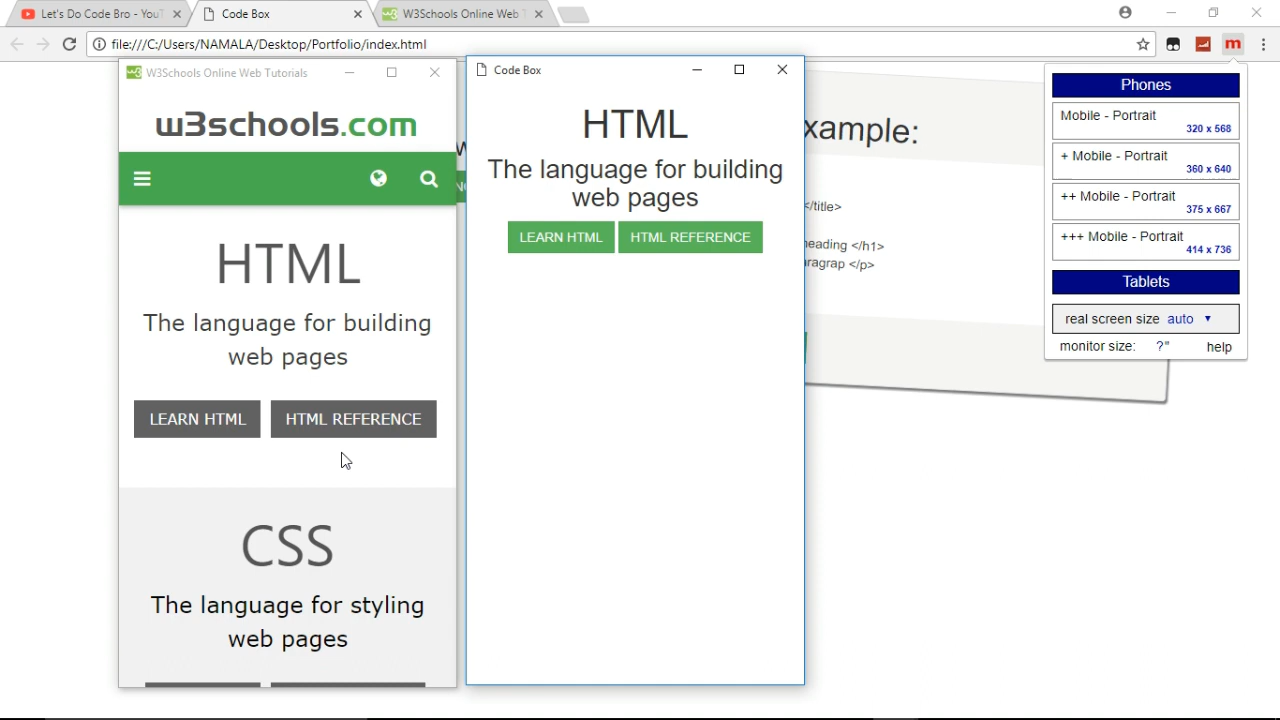 Let's Do Code Bro - YouT
Code Box
W3Schools Online Web T
file:///C:/Users/NAMALA/Desktop/Portfolio/index.html
m
W3Schools Online Web Tutorials
w3schools.com
HTML
The language for building
web pages
LEARN HTML
HTML REFERENCE
CSS
The language for styling
web pages
Code Box
HTML
The language for building
web pages
LEARN HTML
HTML REFERENCE
xample:
</title>
eading </h1>
ragrap </p>
Phones
Mobile - Portrait
320 x 568
+ Mobile - Portrait
360 x 640
++ Mobile - Portrait
375 x 667
+++ Mobile - Portrait
414 x 736
Tablets
real screen size auto ▼
monitor size: ?"
help